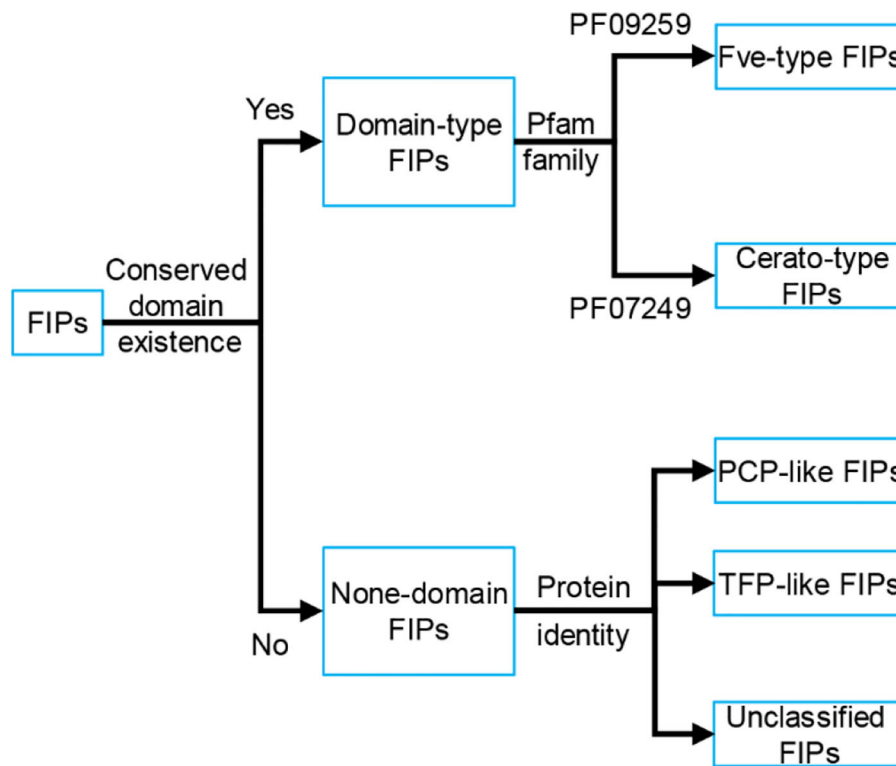 FIPs
Conserved
domain
existence
Yes
No
Domain-type
FIPs
Pfam
family
PF09259
PF07249
Fve-type FIPs
Cerato-type
FIPs
None-domain
FIPs
Protein
identity
PCP-like FIPs
TFP-like FIPs
Unclassified
FIPs